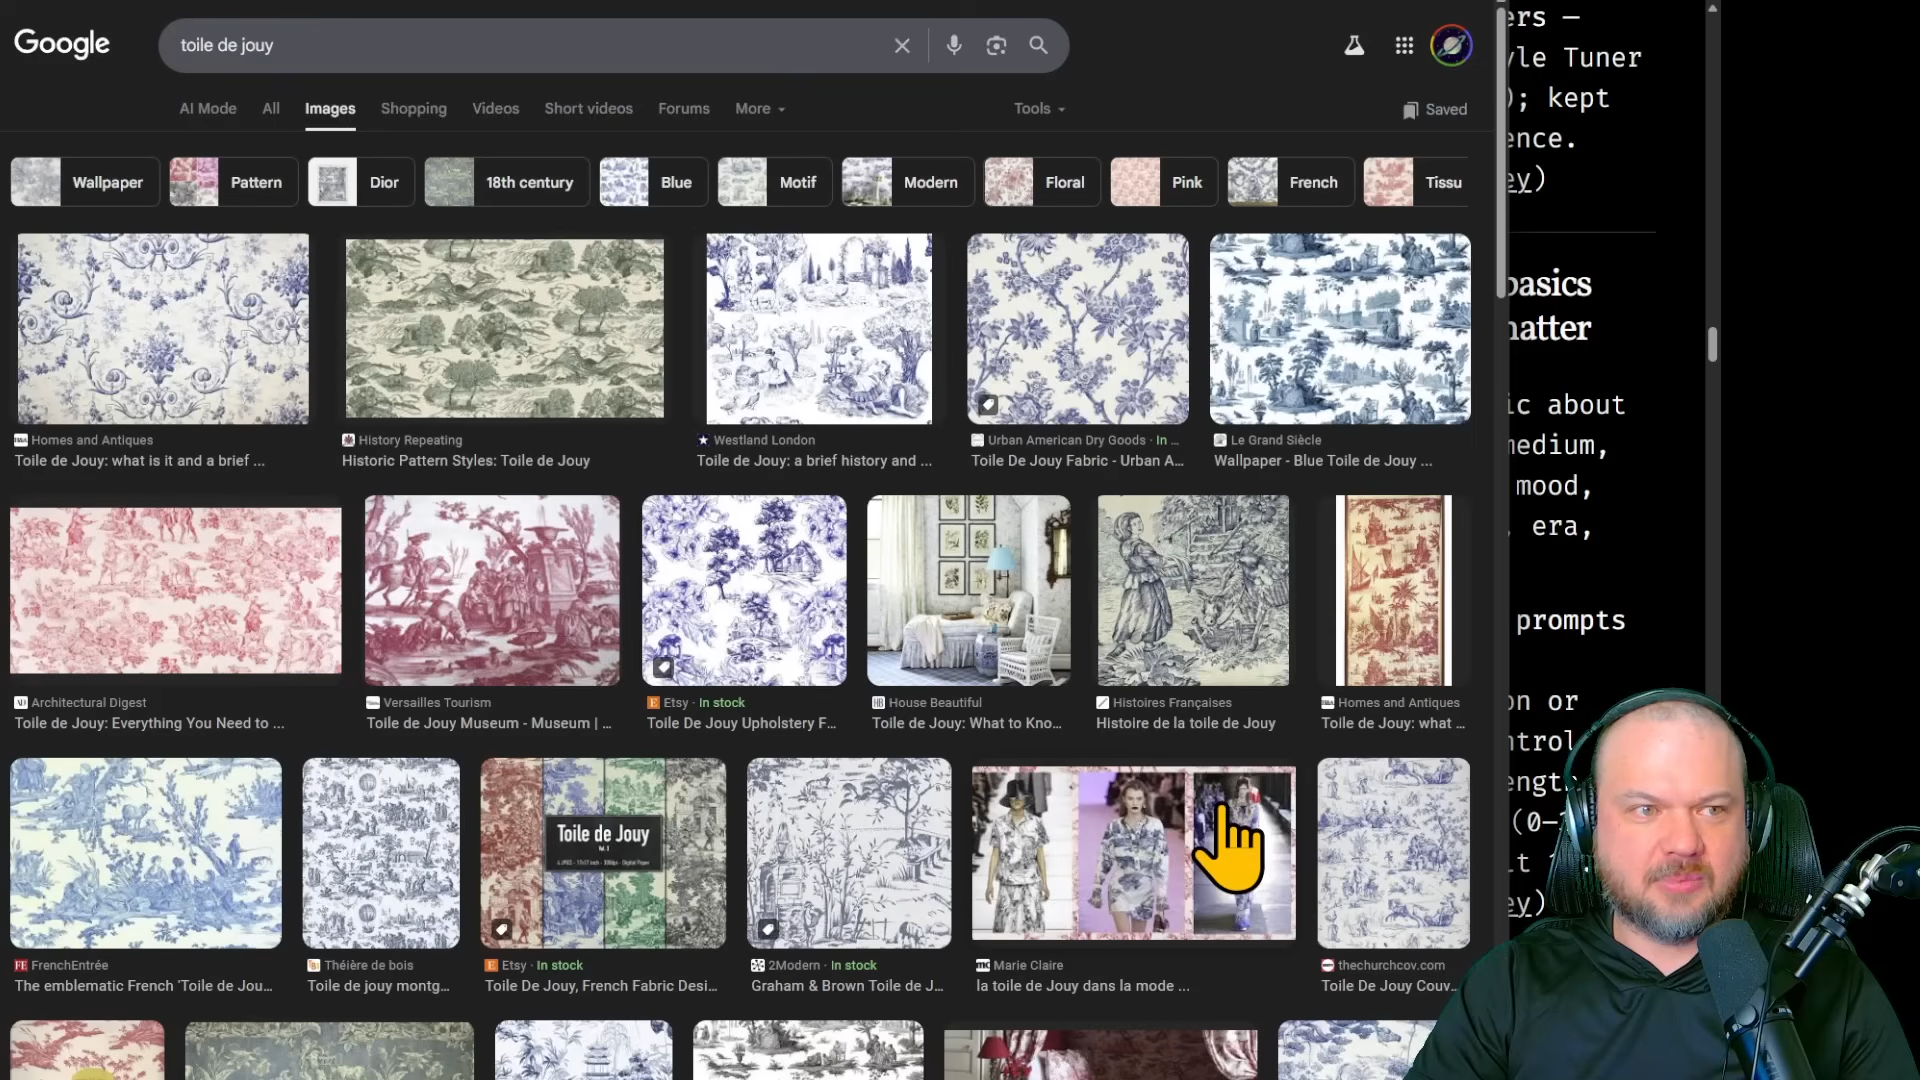 Google
toile de jouy
AI Mode
All
Images
Shopping
Videos
Short videos
Forums
More
Tools
Saved
Wallpaper
Pattern
Dior
18th century
Blue
Motif
Modern
Floral
Pink
French
Tissu
Homes and Antiques
Toile de Jouy: what is it and a brief ...
History Repeating
Historic Pattern Styles: Toile de Jouy
Westland London
Toile de Jouy: a brief history and ...
Urban American Dry Goods · In ...
Toile De Jouy Fabric - Urban A...
Le Grand Siècle
Wallpaper - Blue Toile de Jouy ...
Architectural Digest
Toile de Jouy: Everything You Need to ...
Versailles Tourism
Toile de Jouy Museum - Museum | ...
Etsy · In stock
Toile De Jouy Upholstery F...
House Beautiful
Toile de Jouy: What to Kno...
Histoires Françaises
Histoire de la toile de Jouy
Homes and Antiques
Toile de Jouy: what ...
Toile de Jouy
FrenchEntrée
The emblematic French 'Toile de Jou...
Théière de bois
Toile de jouy montg...
Etsy · In stock
Toile De Jouy, French Fabric Desi...
2Modern · In stock
Graham & Brown Toile de J...
Marie Claire
la toile de Jouy dans la mode ...
thechurchcov.com
Toile De Jouy Couv...
ers —
yle Tuner
); kept
ence.
ey)
basics
matter
ic about
medium,
mood,
, era,
prompts
on or
ntrol
engt
(0–
ey)